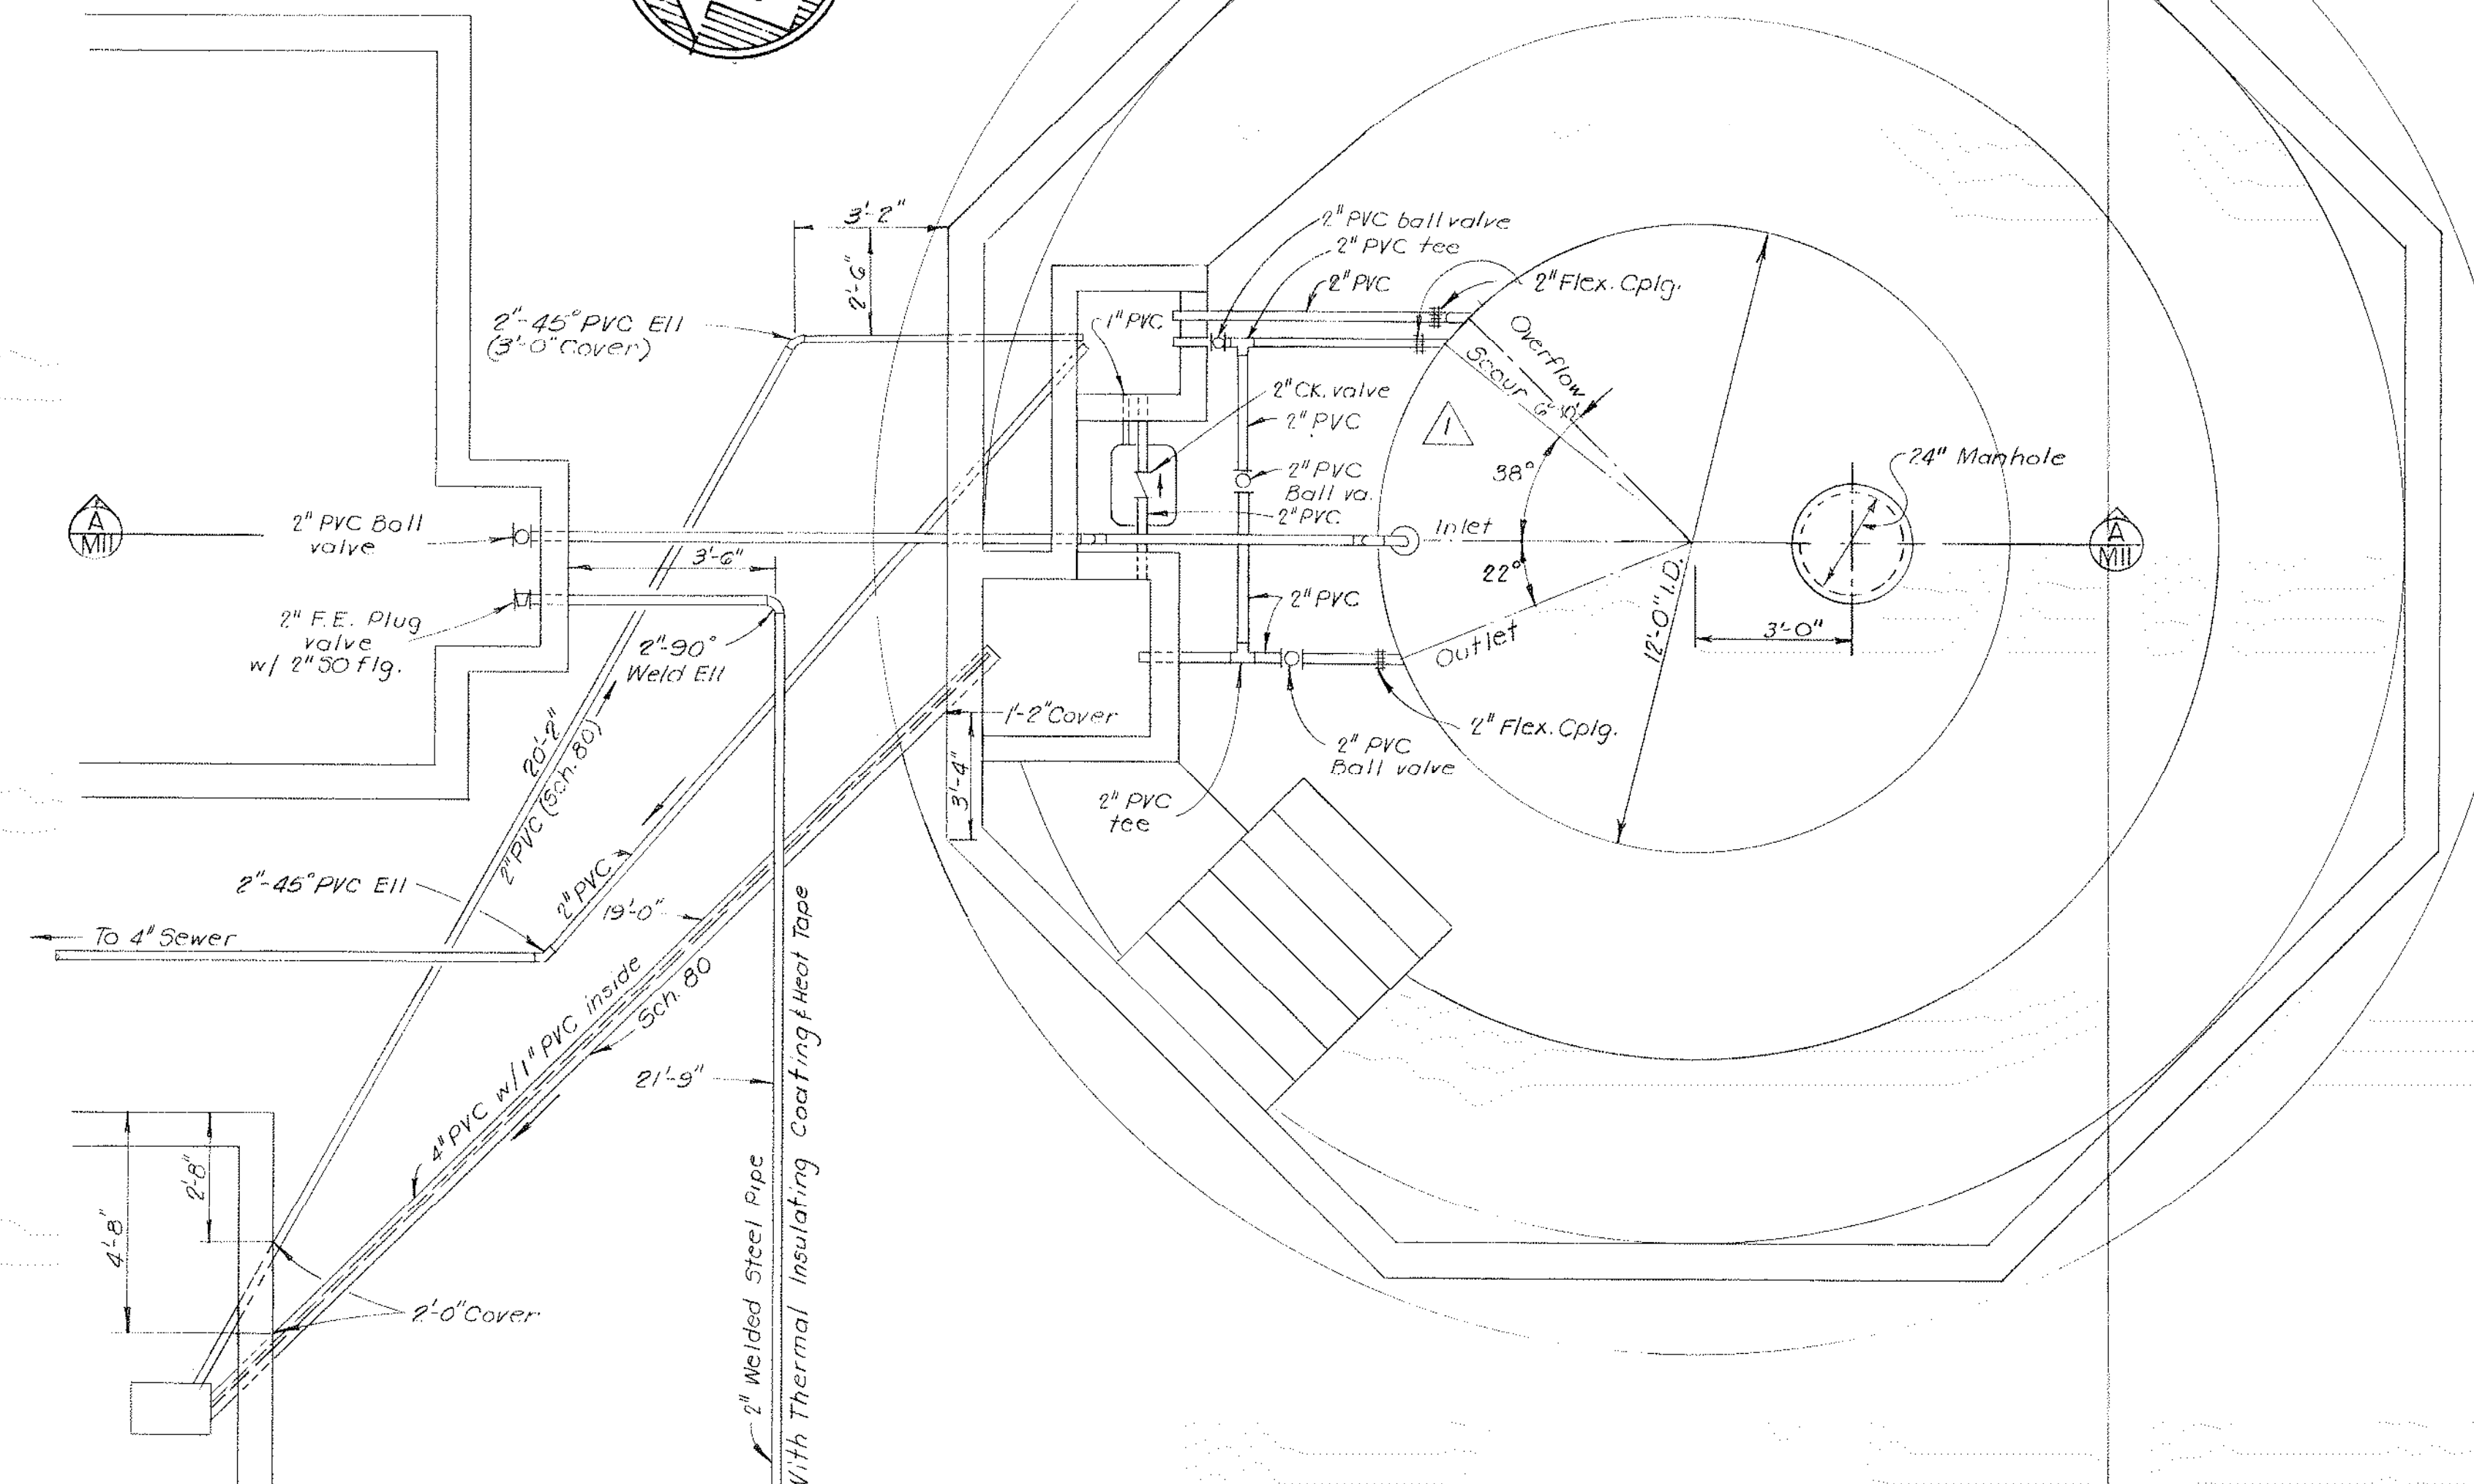 3'-2"
2'-6"
2"-45° PVC Ell
(3'-0" Cover)
2" PVC ball valve
2" PVC tee
2" PVC
2" Flex. Cplg.
1" PVC
Overflow
Scour
2" CK. valve
2" PVC
1
38°
24" Manhole
2" PVC
Ball va.
2" PVC
A
M11
2" PVC Ball
valve
Inlet
A
M11
3'-6"
22°
2" F.E. Plug
valve
w/ 2" SO flg.
2"-90°
Weld Ell
2" PVC
Outlet
12'-0" I.D.
3'-0"
1'-2" Cover
2" Flex. Cplg.
2" PVC
Ball valve
3'-4"
2" PVC
tee
20'-2"
2" PVC (Sch. 80)
2"-45° PVC Ell
2" PVC
19'-0"
To 4" Sewer
4" PVC w/1" PVC inside
Sch. 80
21'-9"
2'-8"
4'-8"
2'-0" Cover
2" Welded Steel Pipe
With Thermal Insulating Coating & Heat Tape